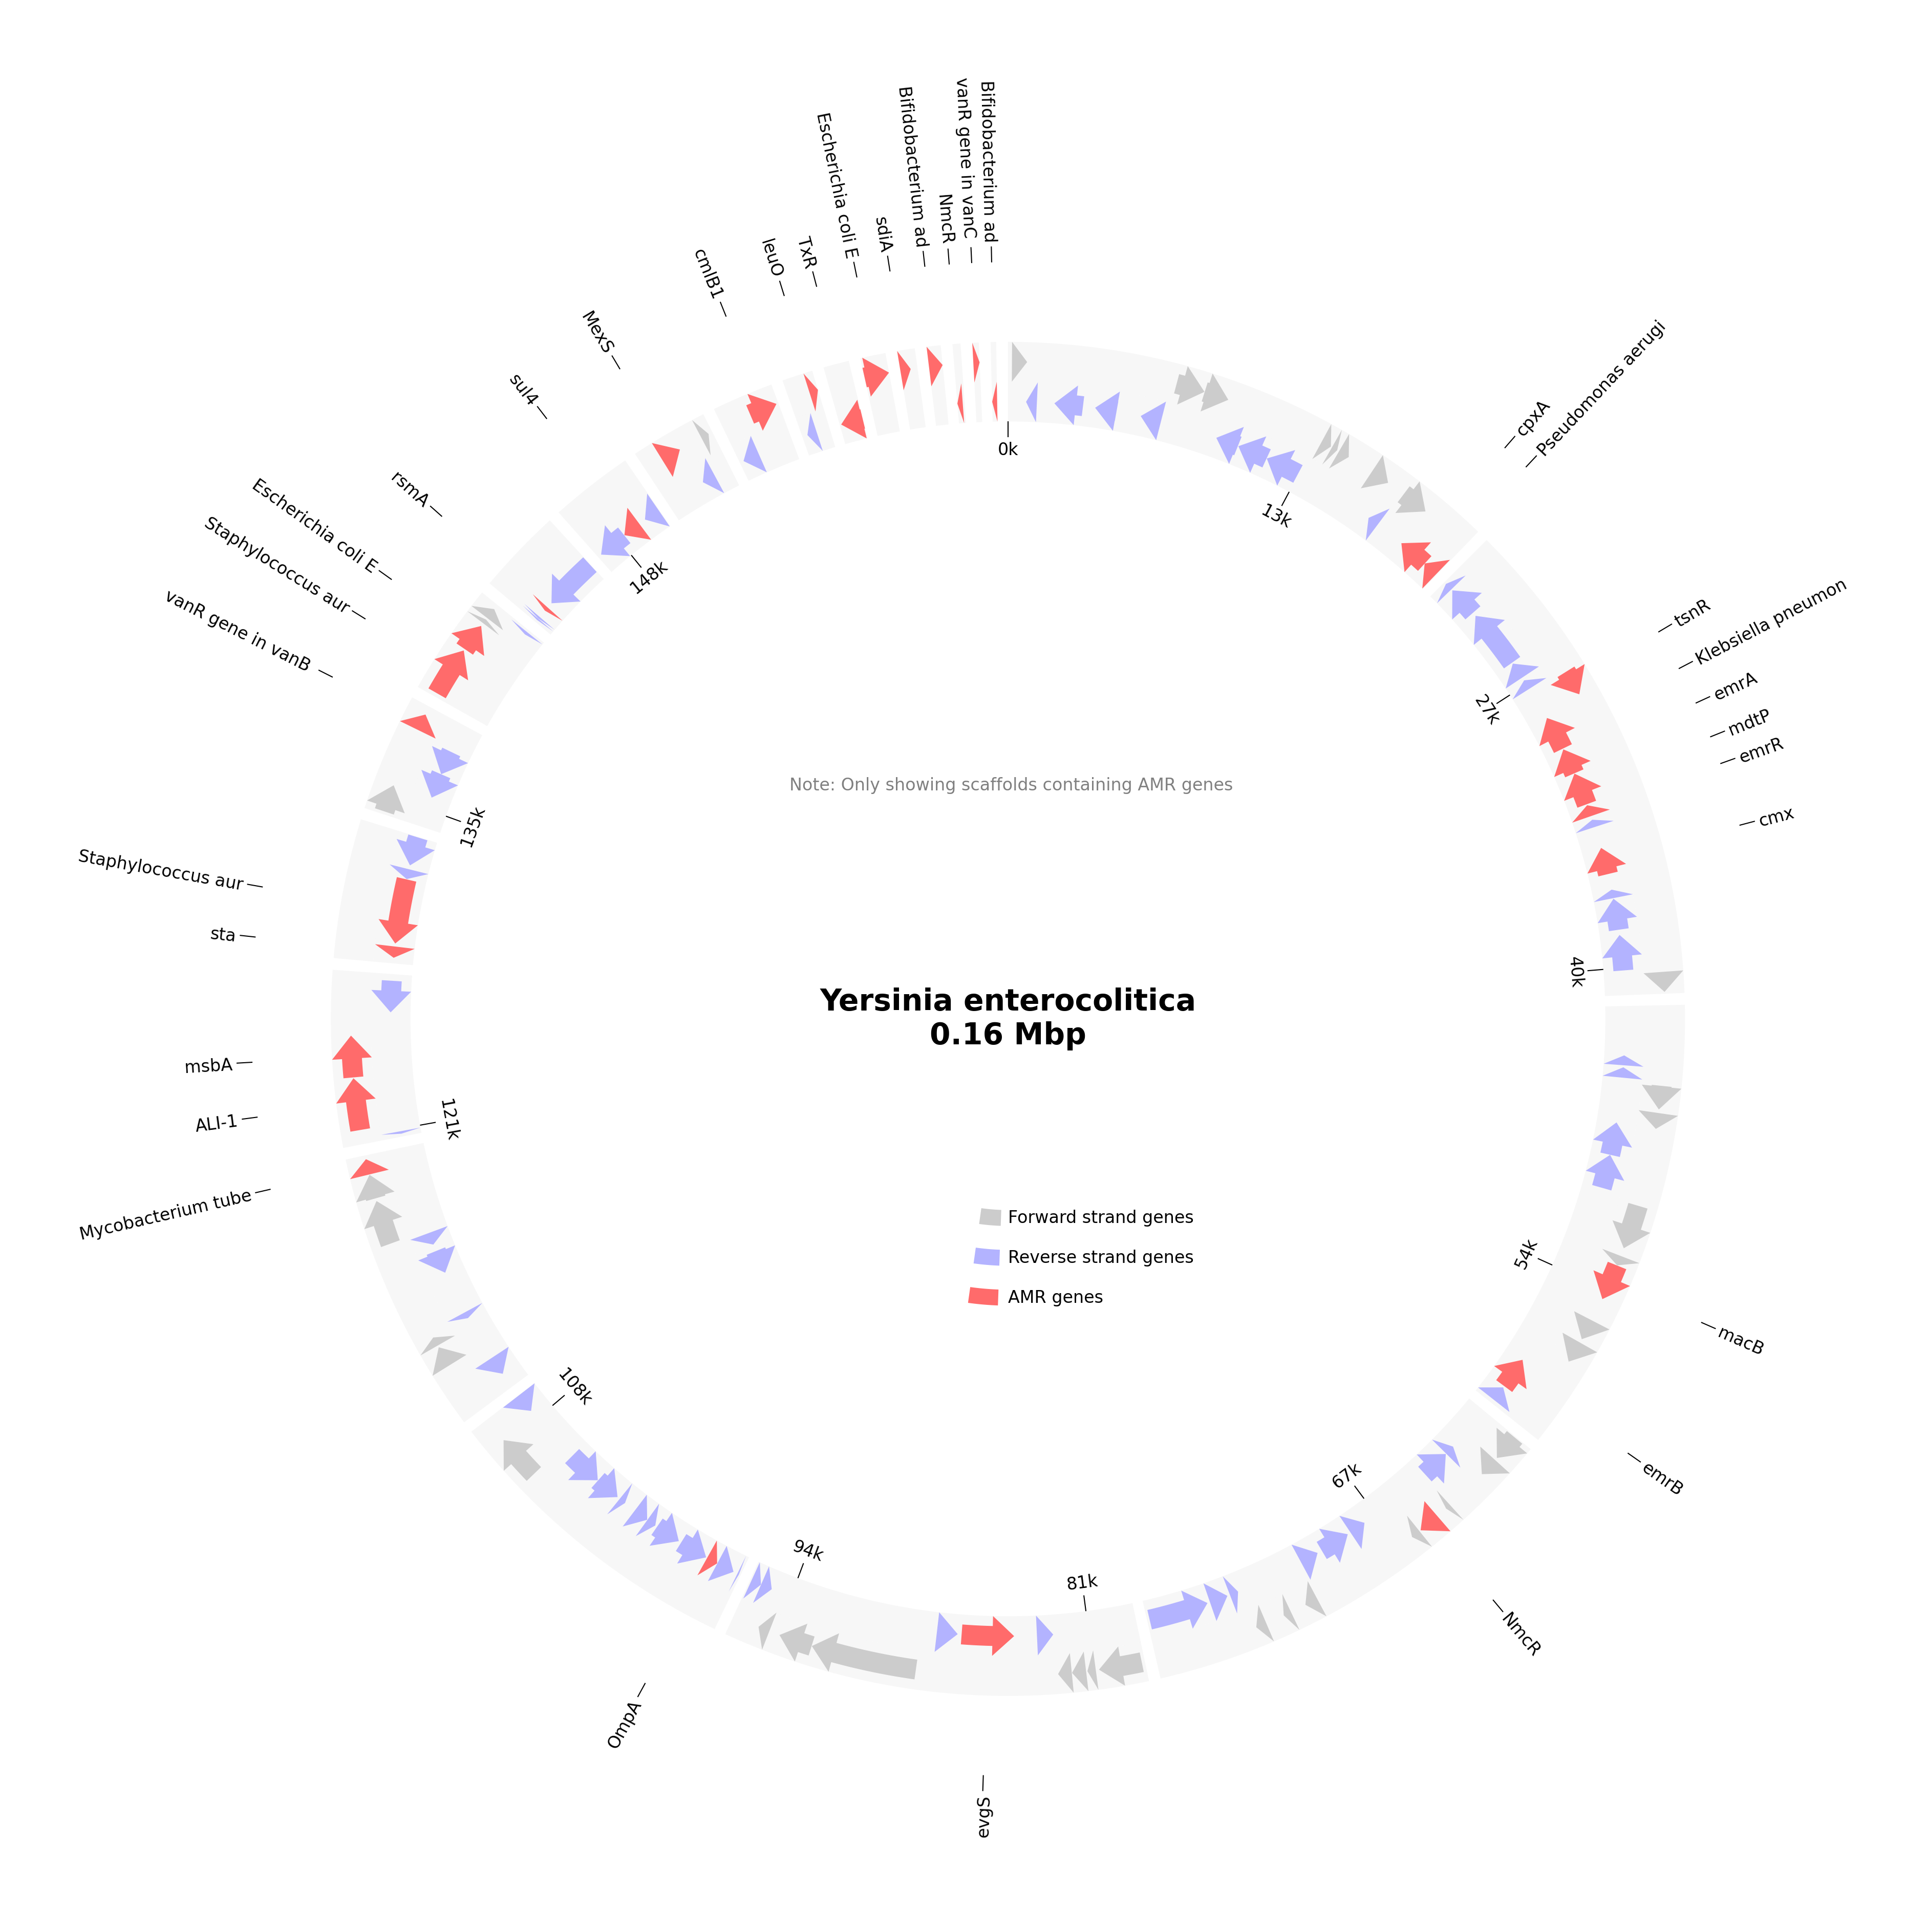 Bifidobacterium ad
vanR gene in vanC
NmcR
Bifidobacterium ad
sdiA
Escherichia coli E
TxR
leuO
cmlB1
MexS
sul4
rsmA
Escherichia coli E
Staphylococcus aur
vanR gene in vanB
Staphylococcus aur
sta
msbA
ALI-1
Mycobacterium tube
OmpA
evgS
NmcR
emrB
macB
cmx
emrR
mdtP
emrA
Klebsiella pneumon
tsnR
Pseudomonas aerugi
cpxA
0k
13k
27k
40k
54k
67k
81k
94k
108k
121k
135k
148k
Note: Only showing scaffolds containing AMR genes
Yersinia enterocolitica
0.16 Mbp
Forward strand genes
Reverse strand genes
AMR genes